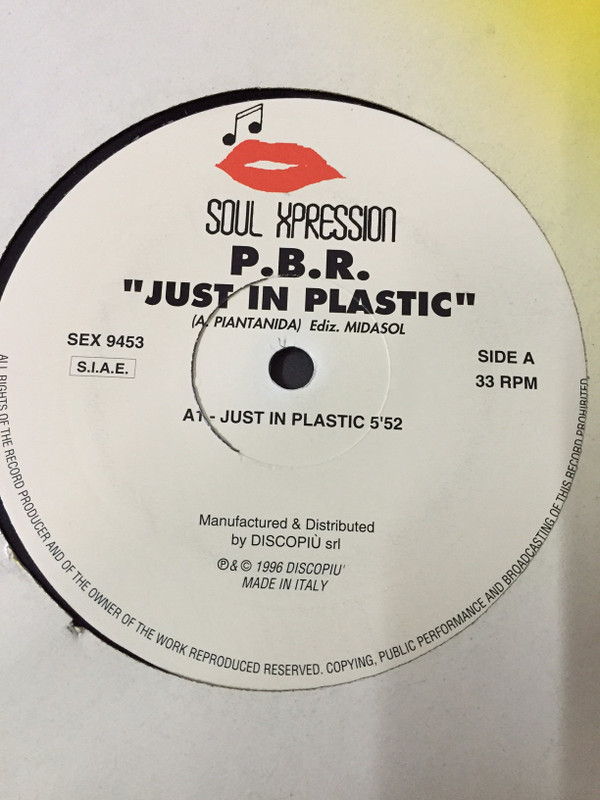 SOUL XPRESSION
P.B.R.
"JUST IN PLASTIC"
(A. PIANTANIDA) Ediz. MIDASOL
SEX 9453
S.I.A.E.
SIDE A
33 RPM
A1 - JUST IN PLASTIC 5'52
Manufactured & Distributed
by DISCOPIÙ srl
℗ & © 1996 DISCOPIU'
MADE IN ITALY
ALL RIGHTS OF THE RECORD PRODUCER AND OF THE OWNER OF THE WORK REPRODUCED RESERVED. COPYING, PUBLIC PERFORMANCE AND BROADCASTING OF THIS RECORD PROHIBITED